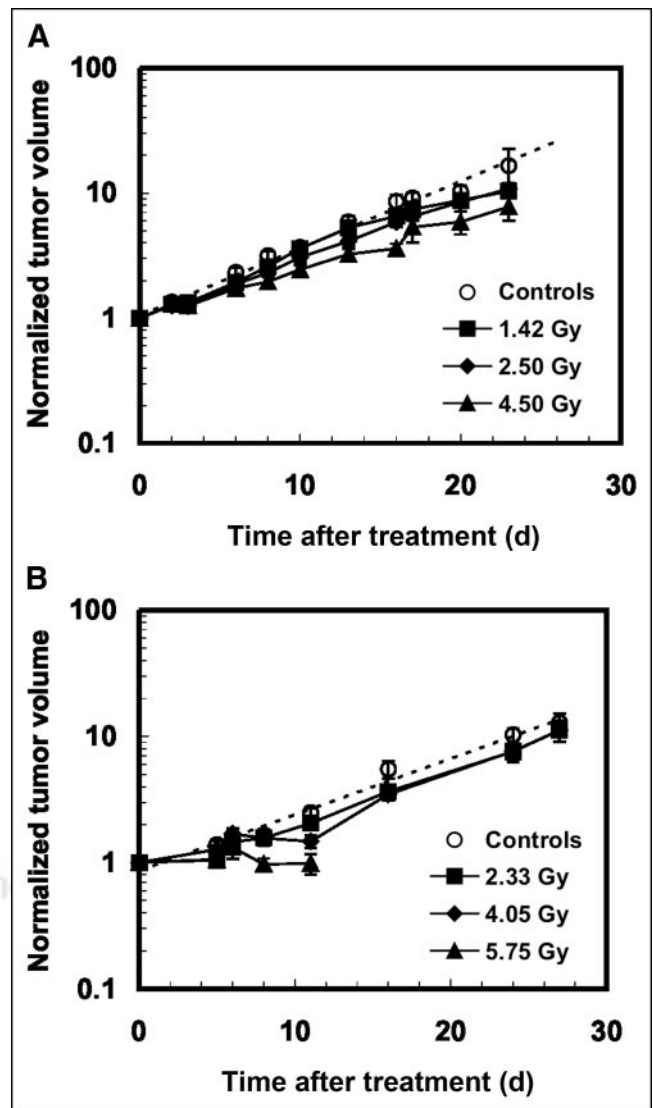 A
Normalized tumor volume
100
10
1
0.1
Controls
1.42 Gy
2.50 Gy
4.50 Gy
0 10 20 30
Time after treatment (d)
B
Normalized tumor volume
100
10
1
0.1
Controls
2.33 Gy
4.05 Gy
5.75 Gy
0 10 20 30
Time after treatment (d)